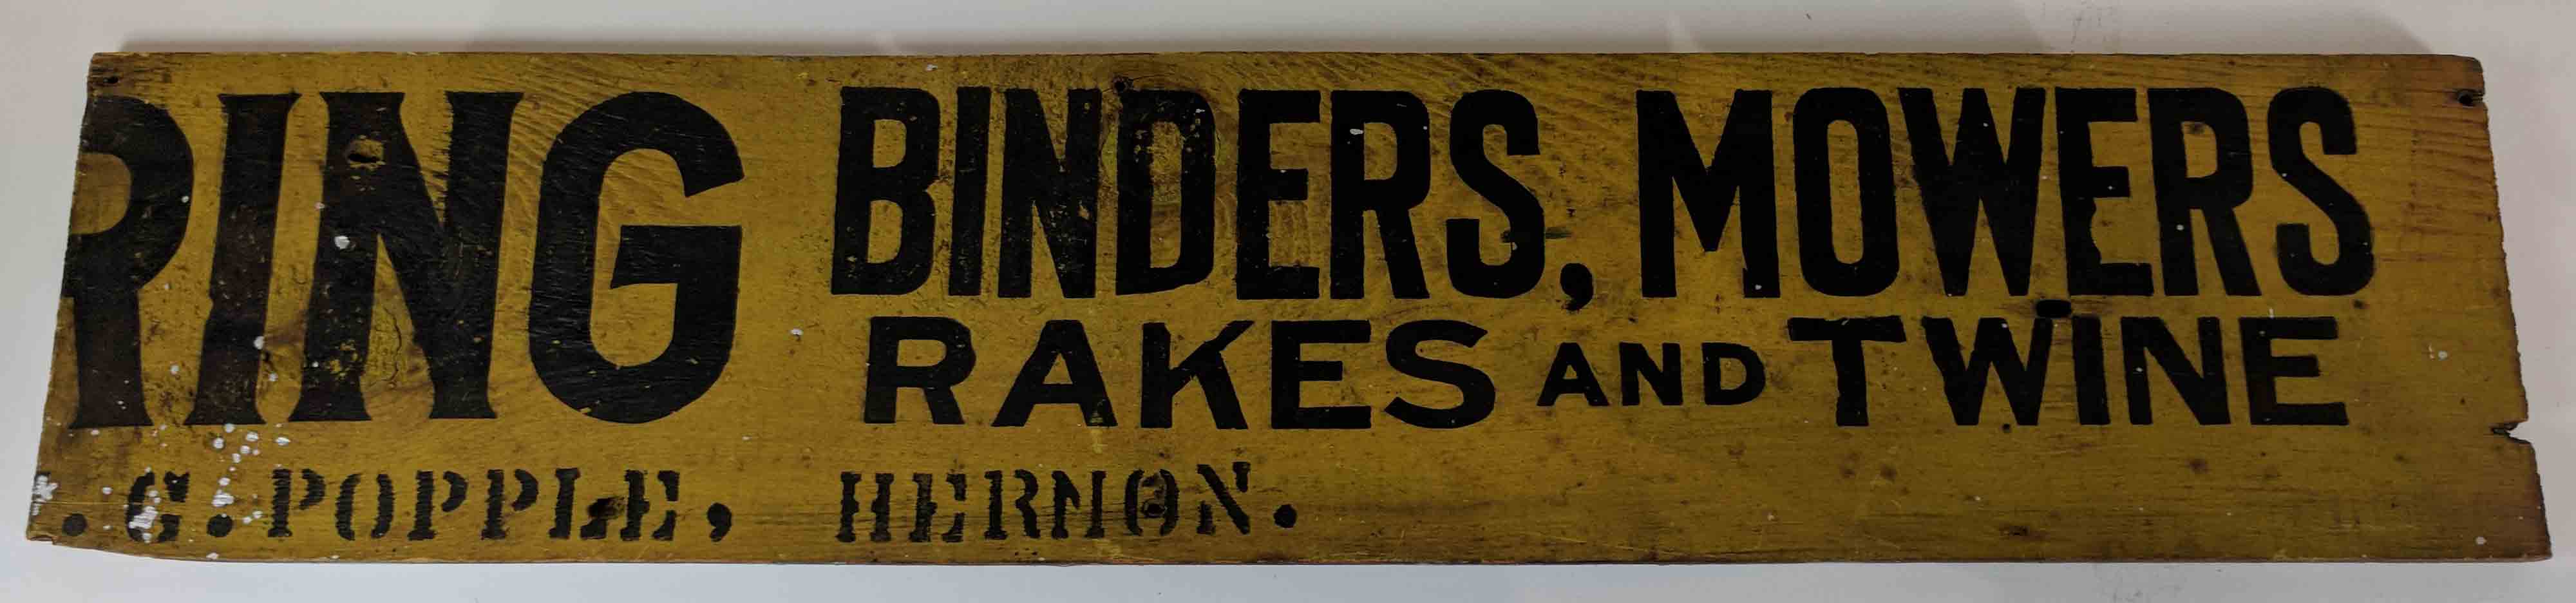 RING BINDERS, MOWERS
RAKES AND TWINE
. C. POPPLE, HERMON.